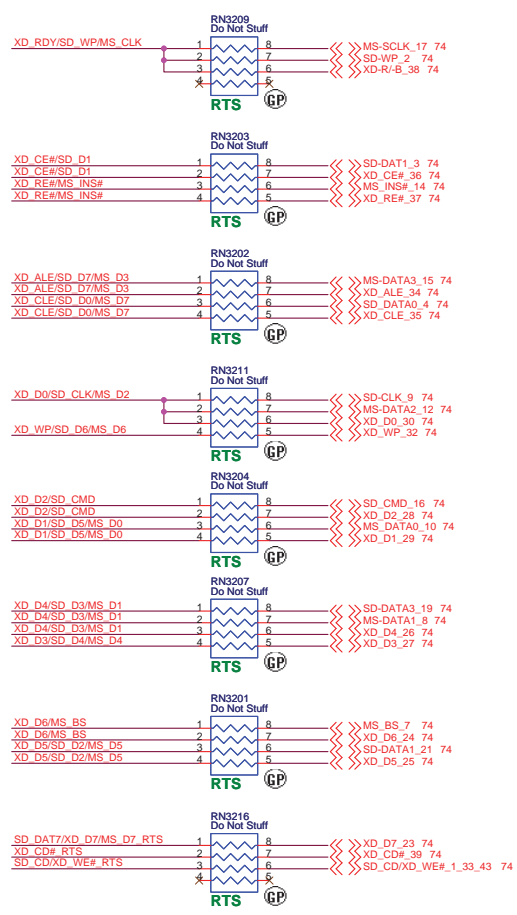 RN3209
Do Not Stuff
XD_RDY/SD_WP/MS_CLK 1 8 MS-SCLK_17 74
2 7 SD-WP_2 74
3 6 XD-R/-B_38 74
4 5
RTS GP
RN3203
Do Not Stuff
XD_CE#/SD_D1 1 8 SD-DAT1_3 74
XD_CE#/SD_D1 2 7 XD_CE#_36 74
XD_RE#/MS_INS# 3 6 MS_INS#_14 74
XD_RE#/MS_INS# 4 5 XD_RE#_37 74
RTS GP
RN3202
Do Not Stuff
XD_ALE/SD_D7/MS_D3 1 8 MS-DATA3_15 74
XD_ALE/SD_D7/MS_D3 2 7 XD_ALE_34 74
XD_CLE/SD_D0/MS_D7 3 6 SD_DATA0_4 74
XD_CLE/SD_D0/MS_D7 4 5 XD_CLE_35 74
RTS GP
RN3211
Do Not Stuff
XD_D0/SD_CLK/MS_D2 1 8 SD-CLK_9 74
2 7 MS-DATA2_12 74
3 6 XD_D0_30 74
XD_WP/SD_D6/MS_D6 4 5 XD_WP_32 74
RTS GP
RN3204
Do Not Stuff
XD_D2/SD_CMD 1 8 SD_CMD_16 74
XD_D2/SD_CMD 2 7 XD_D2_28 74
XD_D1/SD_D5/MS_D0 3 6 MS_DATA0_10 74
XD_D1/SD_D5/MS_D0 4 5 XD_D1_29 74
RTS GP
RN3207
Do Not Stuff
XD_D4/SD_D3/MS_D1 1 8 SD-DATA3_19 74
XD_D4/SD_D3/MS_D1 2 7 MS-DATA1_8 74
XD_D4/SD_D3/MS_D1 3 6 XD_D4_26 74
XD_D3/SD_D4/MS_D4 4 5 XD_D3_27 74
RTS GP
RN3201
Do Not Stuff
XD_D6/MS_BS 1 8 MS_BS_7 74
XD_D6/MS_BS 2 7 XD_D6_24 74
XD_D5/SD_D2/MS_D5 3 6 SD-DATA1_21 74
XD_D5/SD_D2/MS_D5 4 5 XD_D5_25 74
RTS GP
RN3216
Do Not Stuff
SD_DAT7/XD_D7/MS_D7_RTS 1 8 XD_D7_23 74
XD_CD#_RTS 2 7 XD_CD#_39 74
SD_CD/XD_WE#_RTS 3 6 SD_CD/XD_WE#_1_33_43 74
4 5
RTS GP